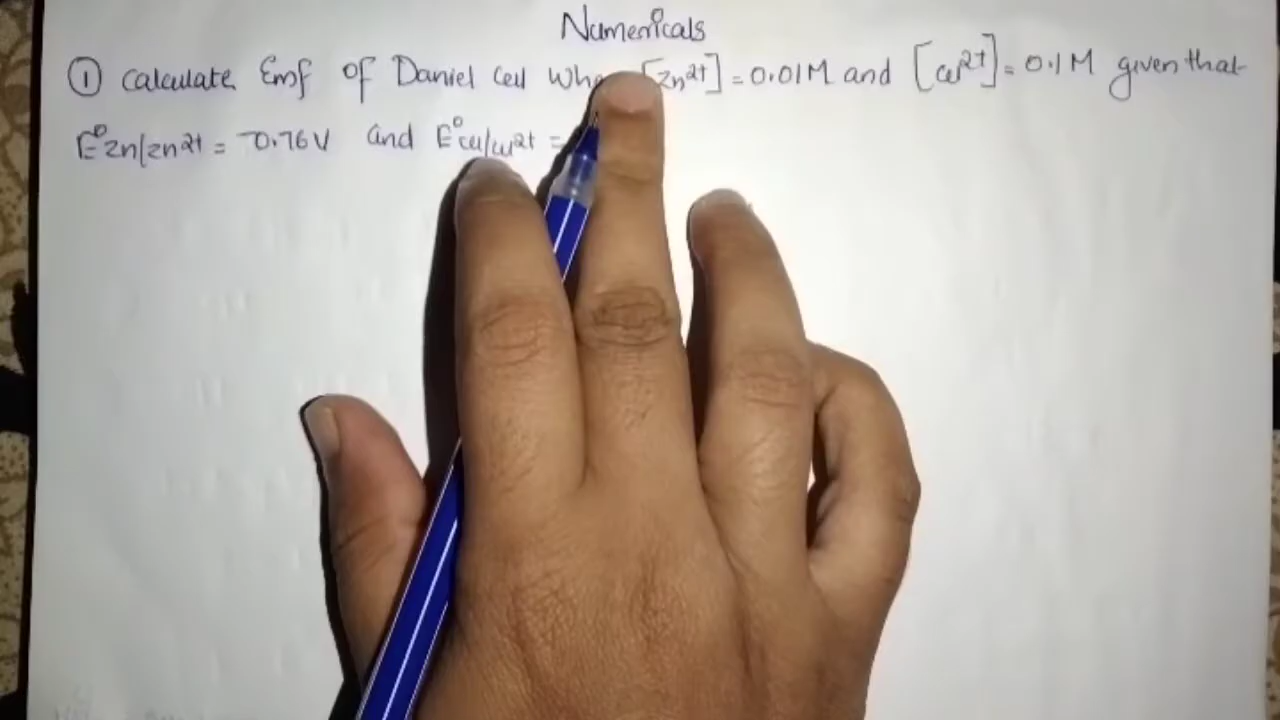 Numericals
① Calculate Emf of Daniel Cell [Zn²⁺] = 0.01M and [Cu²⁺] = 0.1M given that
E°Zn/Zn²⁺ = -0.76V and E°Cu/Cu²⁺ =